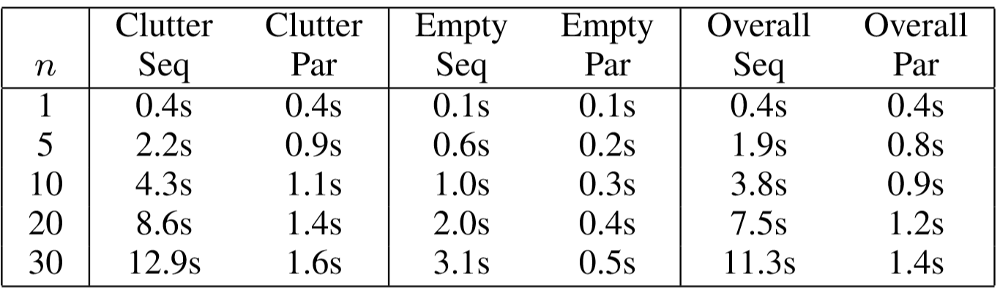 Clutter Clutter Empty Empty Overall Overall
n Seq Par Seq Par Seq Par
1 0.4s 0.4s 0.1s 0.1s 0.4s 0.4s
5 2.2s 0.9s 0.6s 0.2s 1.9s 0.8s
10 4.3s 1.1s 1.0s 0.3s 3.8s 0.9s
20 8.6s 1.4s 2.0s 0.4s 7.5s 1.2s
30 12.9s 1.6s 3.1s 0.5s 11.3s 1.4s